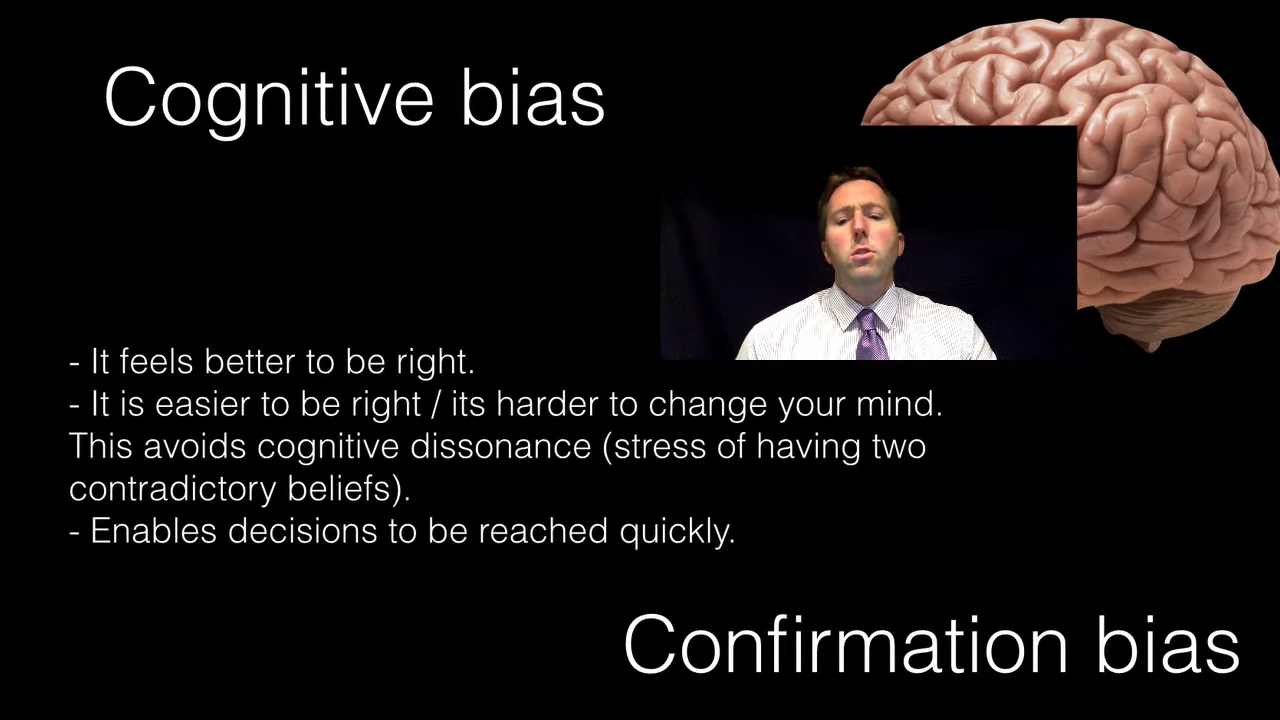 Cognitive bias
- It feels better to be right.
- It is easier to be right / its harder to change your mind.
This avoids cognitive dissonance (stress of having two
contradictory beliefs).
- Enables decisions to be reached quickly.
Confirmation bias